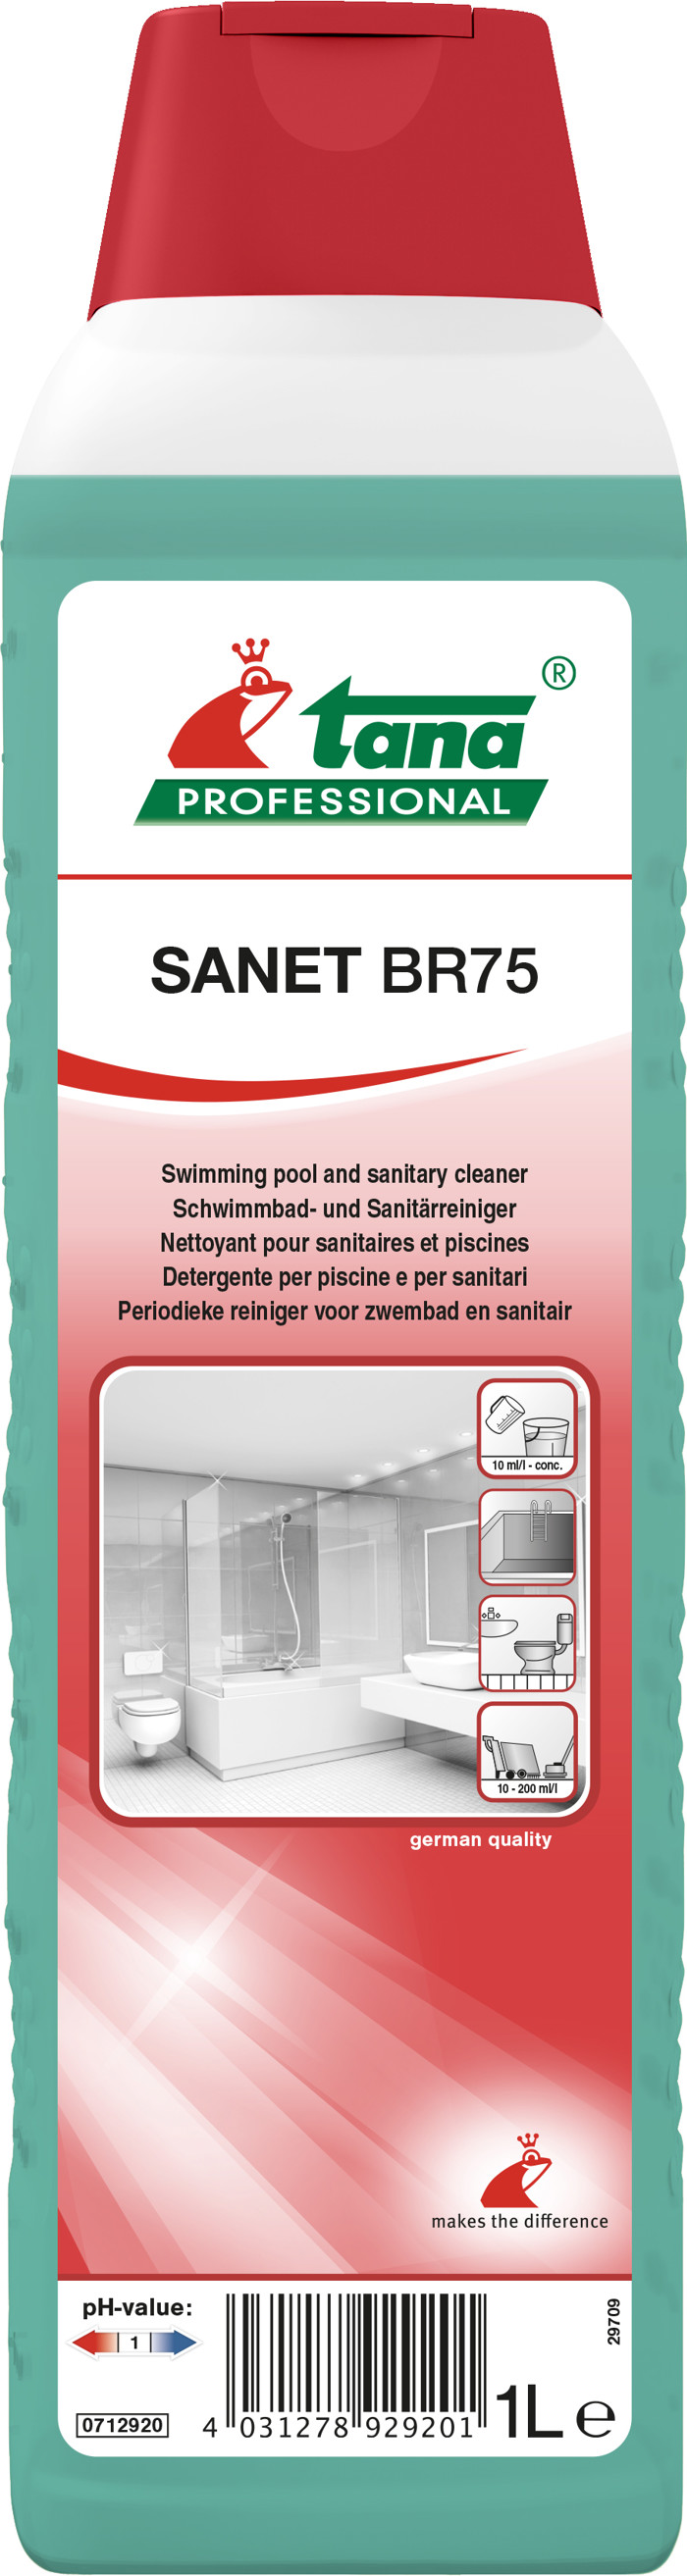 tana ®
PROFESSIONAL
SANET BR75
Swimming pool and sanitary cleaner
Schwimmbad- und Sanitärreiniger
Nettoyant pour sanitaires et piscines
Detergente per piscine e per sanitari
Periodieke reiniger voor zwembad en sanitair
10 ml/l - conc.
10 - 200 ml/l
german quality
makes the difference
pH-value:
1
29709
0712920
4 031278 929201
1L e